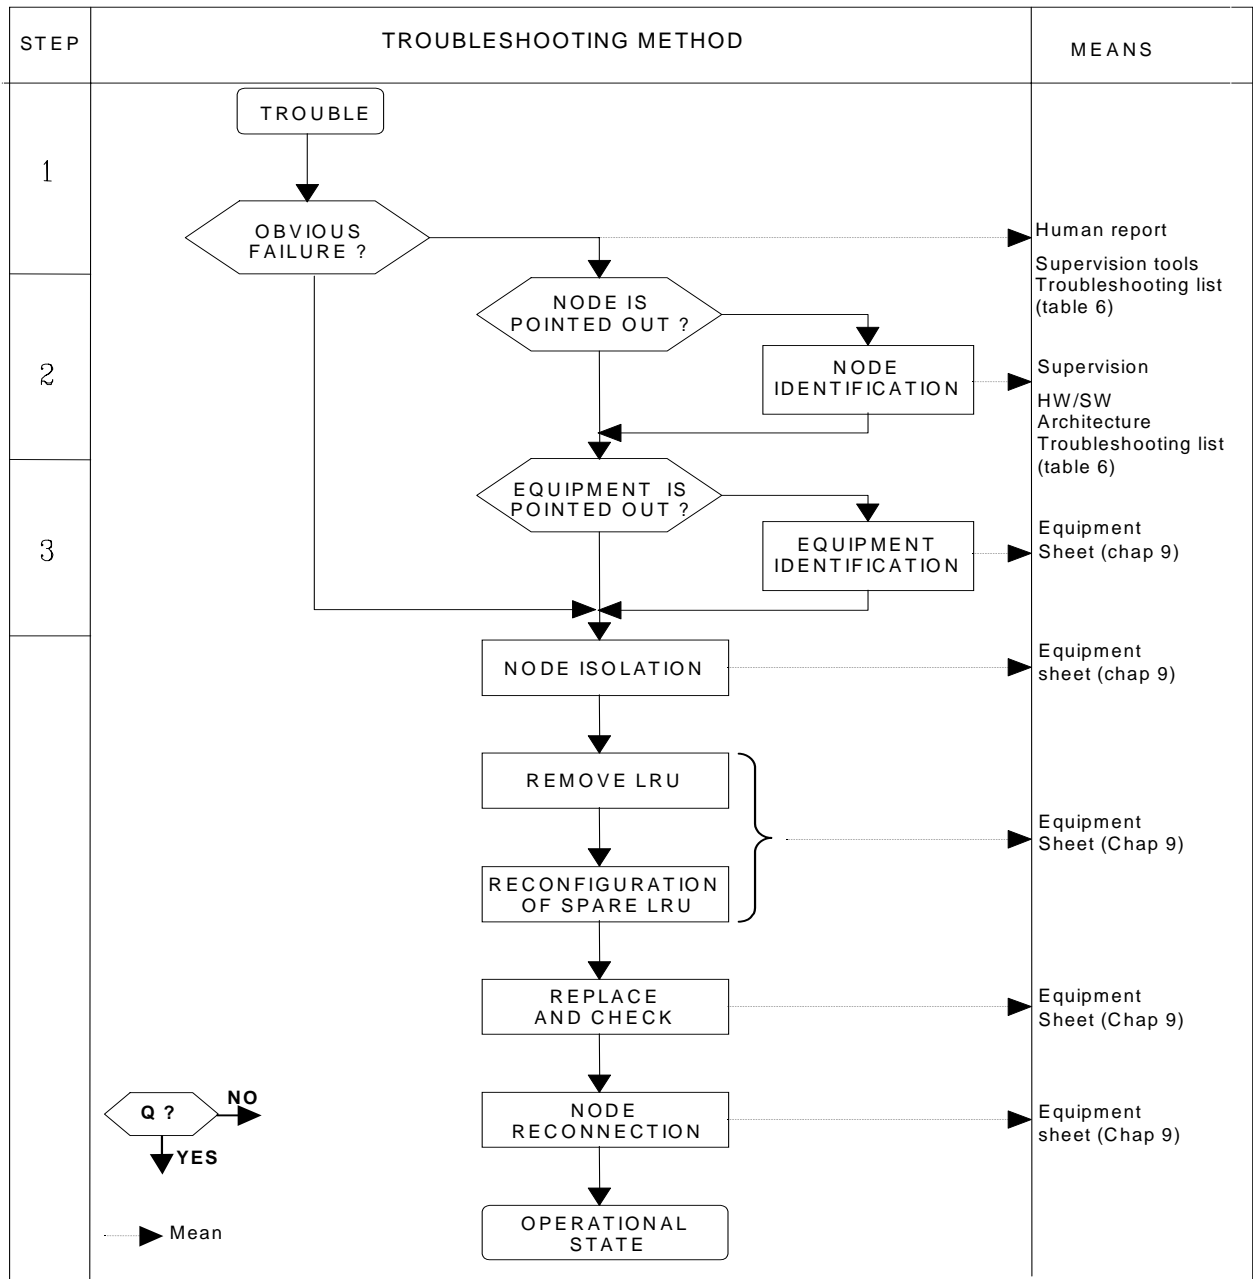 STEP
TROUBLESHOOTING METHOD
MEANS
TROUBLE
1
OBVIOUS
FAILURE ?
Human report
Supervision tools
Troubleshooting list
(table 6)
NODE IS
POINTED OUT ?
2
NODE
IDENTIFICATION
Supervision
HW/SW
Architecture
Troubleshooting list
(table 6)
EQUIPMENT IS
POINTED OUT ?
3
EQUIPMENT
IDENTIFICATION
Equipment
Sheet (chap 9)
NODE ISOLATION
Equipment
sheet (chap 9)
REMOVE LRU
RECONFIGURATION
OF SPARE LRU
Equipment
Sheet (Chap 9)
REPLACE
AND CHECK
Equipment
Sheet (Chap 9)
NODE
RECONNECTION
Equipment
sheet (Chap 9)
Q ?
NO
YES
OPERATIONAL
STATE
Mean